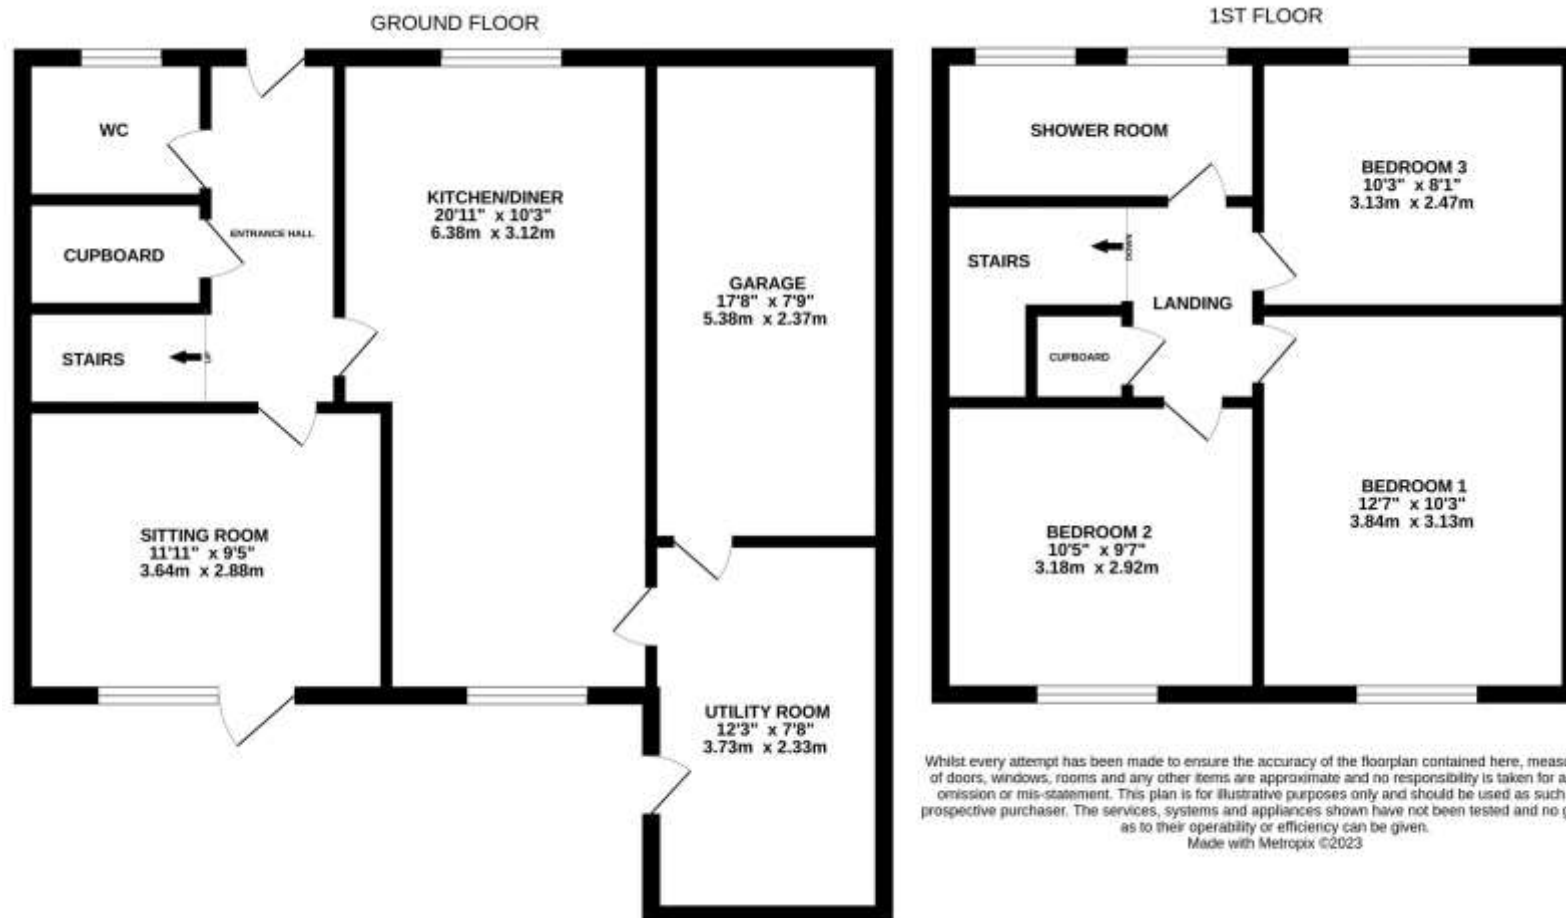 GROUND FLOOR
WC
CUPBOARD
ENTRANCE HALL
STAIRS
KITCHEN/DINER
20'11" x 10'3"
6.38m x 3.12m
GARAGE
17'8" x 7'9"
5.38m x 2.37m
SITTING ROOM
11'11" x 9'5"
3.64m x 2.88m
UTILITY ROOM
12'3" x 7'8"
3.73m x 2.33m
1ST FLOOR
SHOWER ROOM
BEDROOM 3
10'3" x 8'1"
3.13m x 2.47m
STAIRS
DOWN
LANDING
CUPBOARD
BEDROOM 1
12'7" x 10'3"
3.84m x 3.13m
BEDROOM 2
10'5" x 9'7"
3.18m x 2.92m
Whilst every attempt has been made to ensure the accuracy of the floorplan contained here, measu
of doors, windows, rooms and any other items are approximate and no responsibility is taken for a
omission or mis-statement. This plan is for illustrative purposes only and should be used as such
prospective purchaser. The services, systems and appliances shown have not been tested and no g
as to their operability or efficiency can be given.
Made with Metropix ©2023